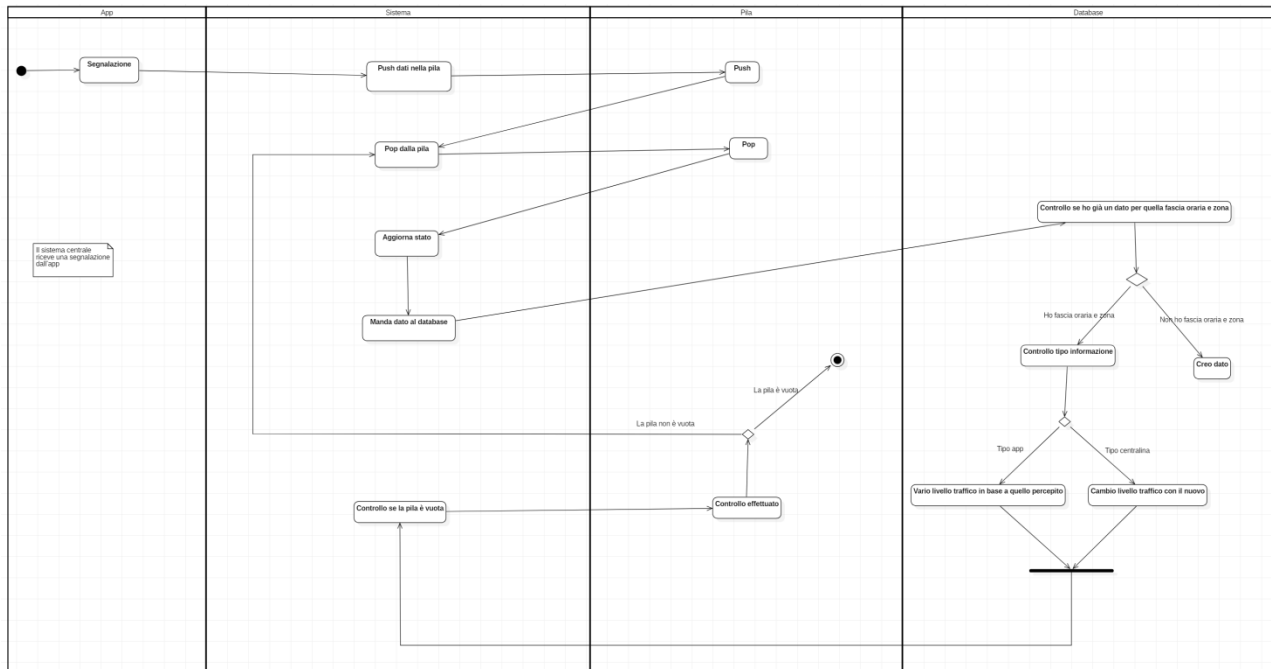 App
Sistema
Pila
Database
Segnalazione
Push dati nella pila
Push
Pop dalla pila
Pop
Controllo se ho già un dato per quella fascia oraria e zona
Aggiorna stato
Il sistema centrale
riceve una segnalazione
dall'app
Manda dato al database
Ho fascia oraria e zona
Non ho fascia oraria e zona
Controllo tipo informazione
Creo dato
La pila è vuota
La pila non è vuota
Tipo app
Tipo centralina
Vario livello traffico in base a quello percepito
Cambio livello traffico con il nuovo
Controllo se la pila è vuota
Controllo effettuato